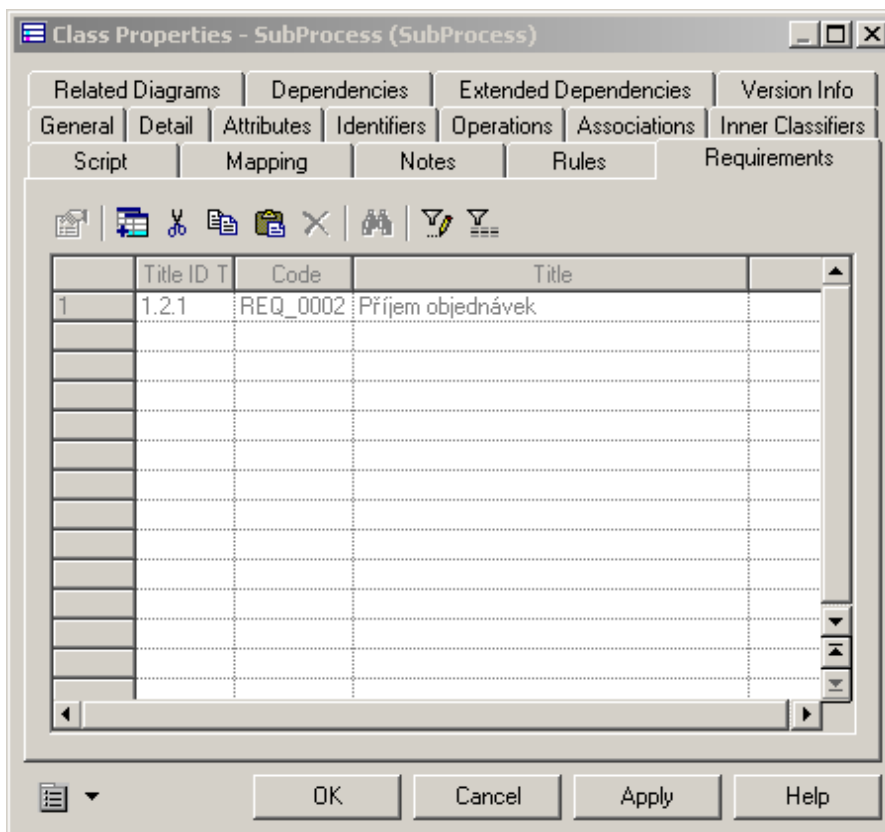 Class Properties - SubProcess (SubProcess)
Related Diagrams Dependencies Extended Dependencies Version Info
General Detail Attributes Identifiers Operations Associations Inner Classifiers
Script Mapping Notes Rules Requirements
Title ID T Code Title
1 1.2.1 REQ_0002 Příjem objednávek
OK Cancel Apply Help